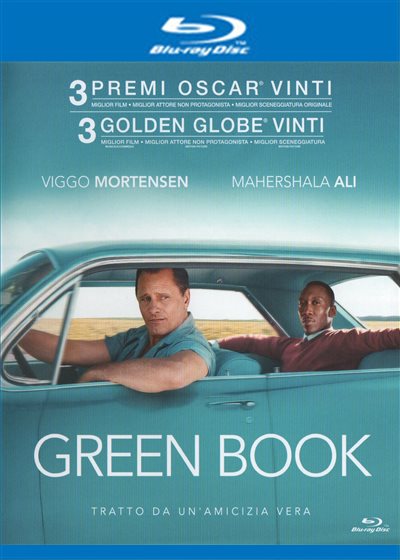 Blu-ray Disc
3 PREMI OSCAR® VINTI
MIGLIOR FILM • MIGLIOR ATTORE NON PROTAGONISTA • MIGLIOR SCENEGGIATURA ORIGINALE
3 GOLDEN GLOBE® VINTI
MIGLIOR FILM • MIGLIOR ATTORE NON PROTAGONISTA • MIGLIOR SCENEGGIATURA
VIGGO MORTENSEN
MAHERSHALA ALI
GREEN BOOK
TRATTO DA UN'AMICIZIA VERA
Blu-ray Disc